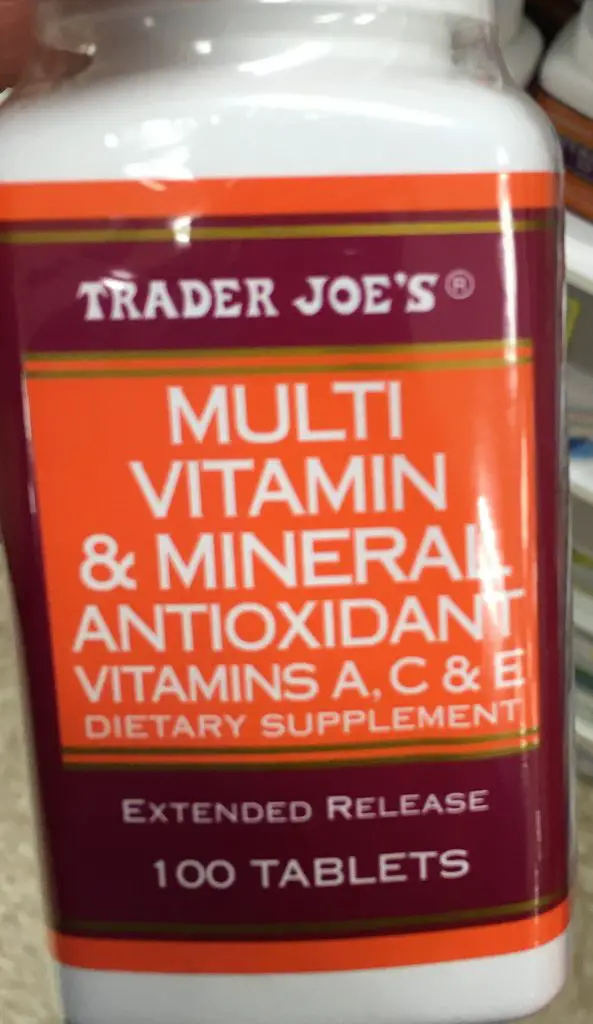 TRADER JOE'S®
MULTI
VITAMIN
& MINERAL
ANTIOXIDANT
VITAMINS A, C & E
DIETARY SUPPLEMENT
EXTENDED RELEASE
100 TABLETS